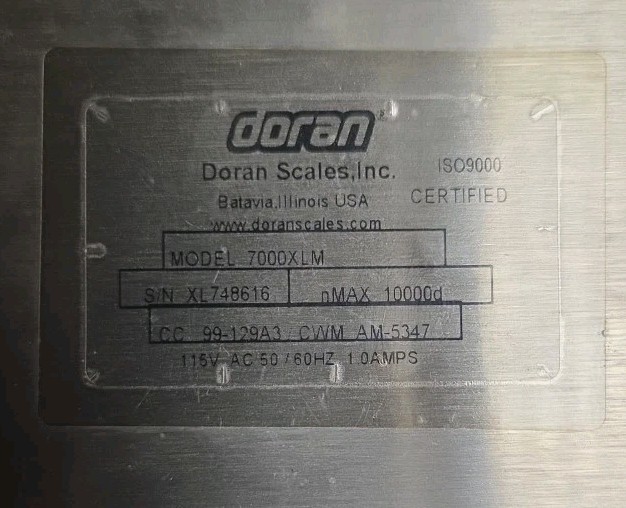 doran®
Doran Scales,Inc.
ISO9000
CERTIFIED
Batavia,Illinois USA
www.doranscales.com
MODEL 7000XLM
S/N XL748616 nMAX 10000d
CC 99-129A3 CWM AM-5347
115V AC 50/60HZ 1.0AMPS